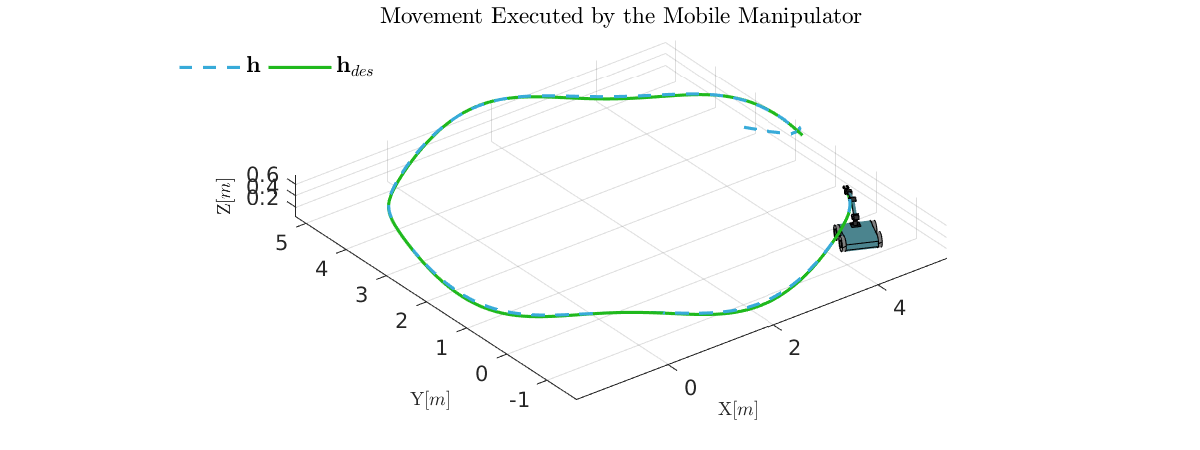 Movement Executed by the Mobile Manipulator
h h_des
0.6
0.4
0.2
Z[m]
5
4
3
2
1
0
-1
Y[m]
0
2
4
X[m]